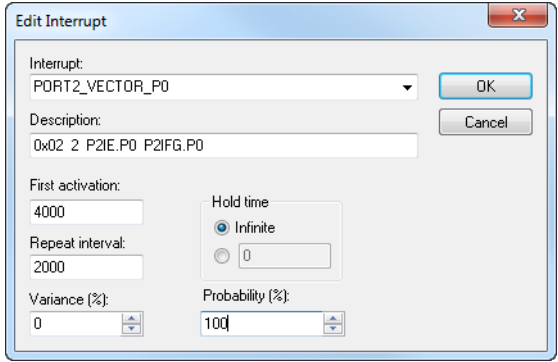 Edit Interrupt
Interrupt:
PORT2_VECTOR_P0
OK
Description:
Cancel
0x02 2 P2IE.P0 P2IFG.P0
First activation:
4000
Hold time
Infinite
Repeat interval:
0
2000
Variance (%):
Probability (%):
0
100